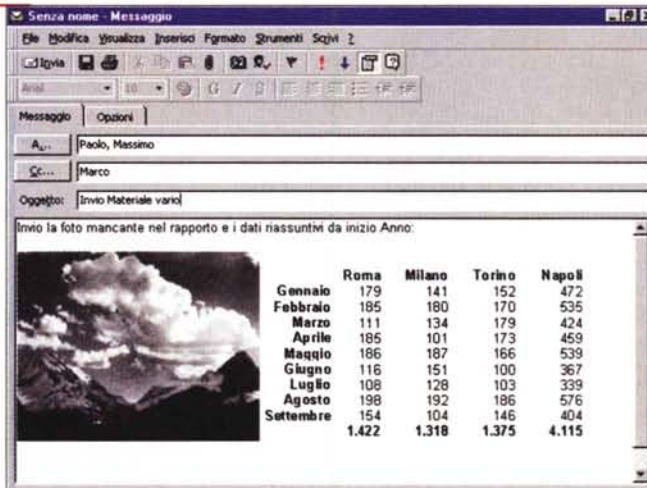 Senza nome - Messaggio
File Modifica Visualizza Inserisci Formato Strumenti Scrivi ?
Invia
Arial 10 G / S
Messaggio Opzioni
A... Paolo, Massimo
Cc... Marco
Oggetto: Invio Materiale vario
Invio la foto mancante nel rapporto e i dati riassuntivi da inizio Anno:
Roma Milano Torino Napoli
Gennaio 179 141 152 472
Febbraio 185 180 170 535
Marzo 111 134 179 424
Aprile 185 101 173 459
Maggio 186 187 166 539
Giugno 116 151 100 367
Luglio 108 128 103 339
Agosto 198 192 186 576
Settembre 154 104 146 404
1.422 1.318 1.375 4.115